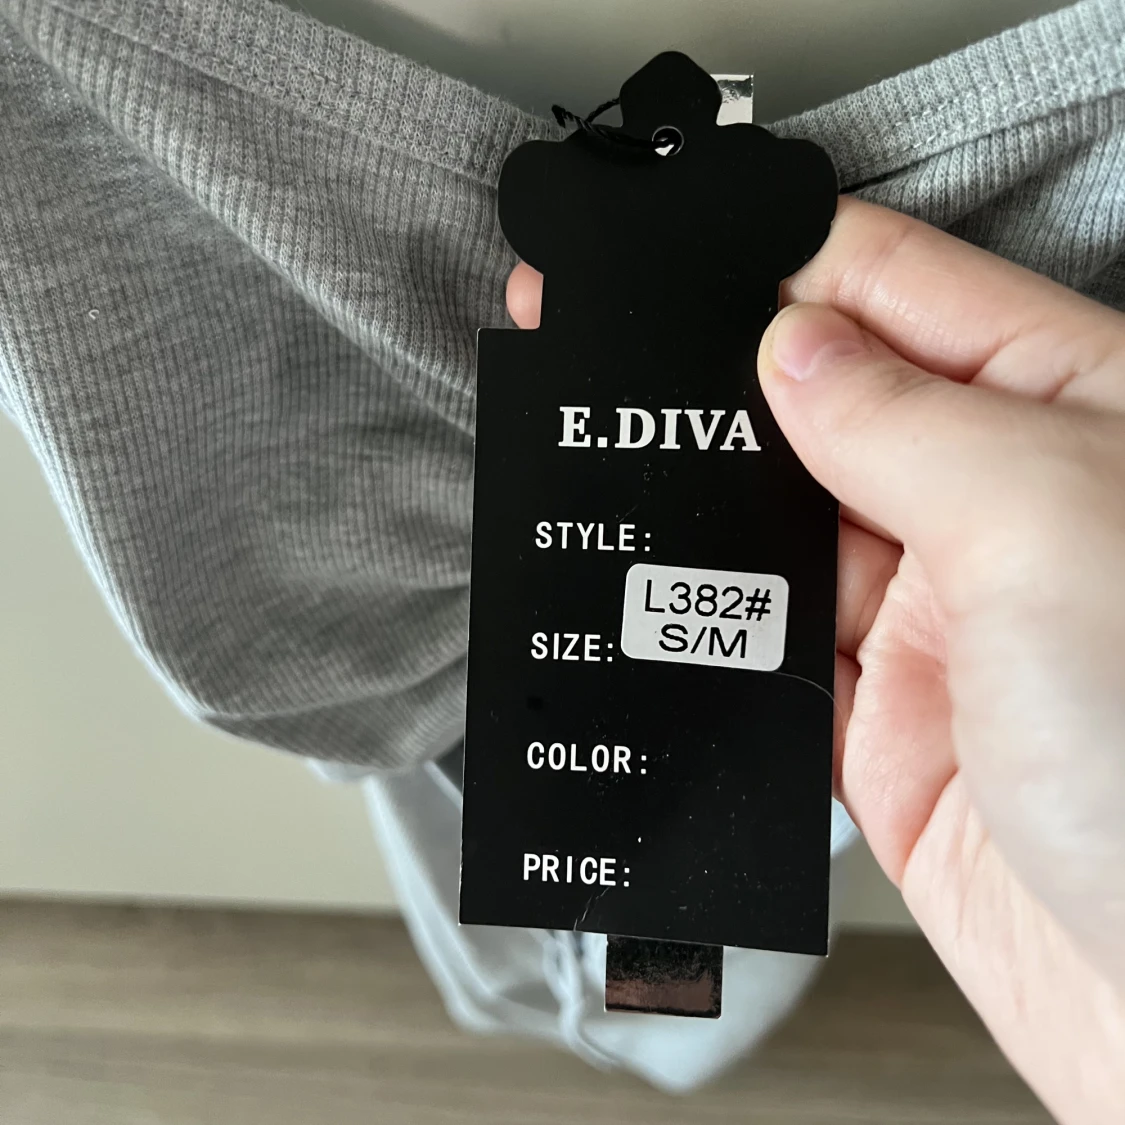 E.DIVA
STYLE:
L382#
S/M
SIZE:
COLOR:
PRICE: